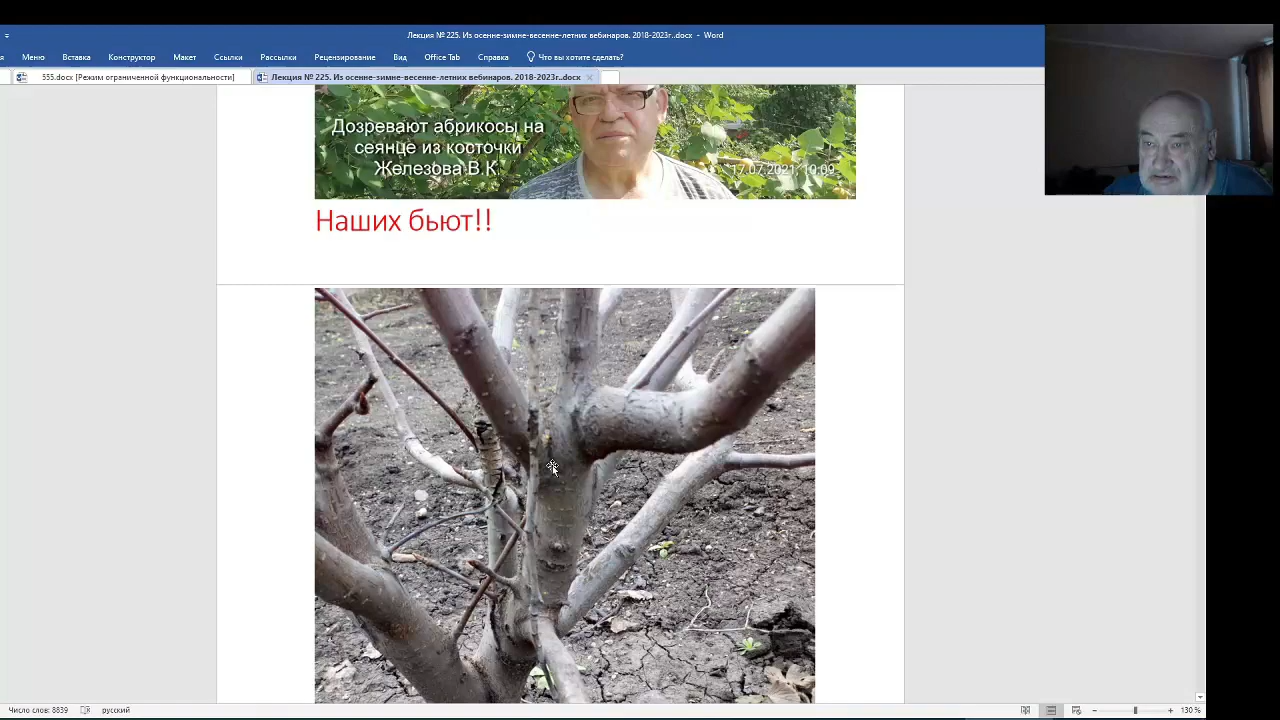 Лекция № 225. Из осенне-зимне-весенне-летних вебинаров. 2018-2023г..docx - Word
Меню Вставка Конструктор Макет Ссылки Рассылки Рецензирование Вид Office Tab Справка Что вы хотите сделать?
555.docx [Режим ограниченной функциональности] Лекция № 225. Из осенне-зимне-весенне-летних вебинаров. 2018-2023г..docx
Дозревают абрикосы на
сеянце из косточки
Железова В.К.
17.07.2021, 10:09
Наших бьют!!
Число слов: 8839 русский 130 %